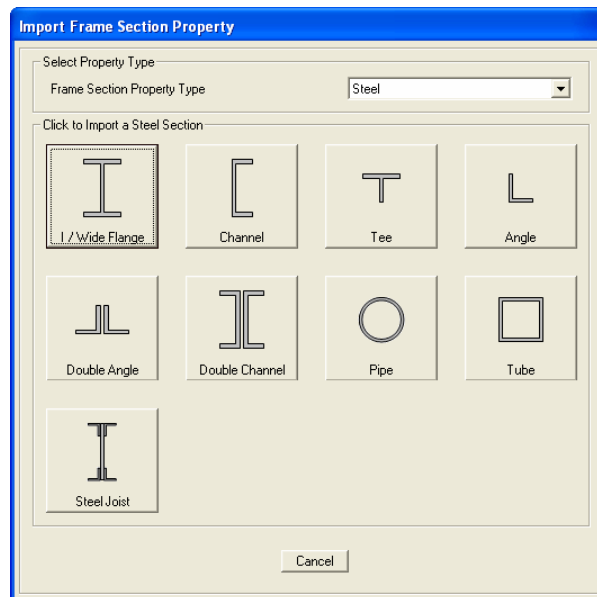 Import Frame Section Property
Select Property Type
Frame Section Property Type
Steel
Click to Import a Steel Section
I / Wide Flange
Channel
Tee
Angle
Double Angle
Double Channel
Pipe
Tube
Steel Joist
Cancel